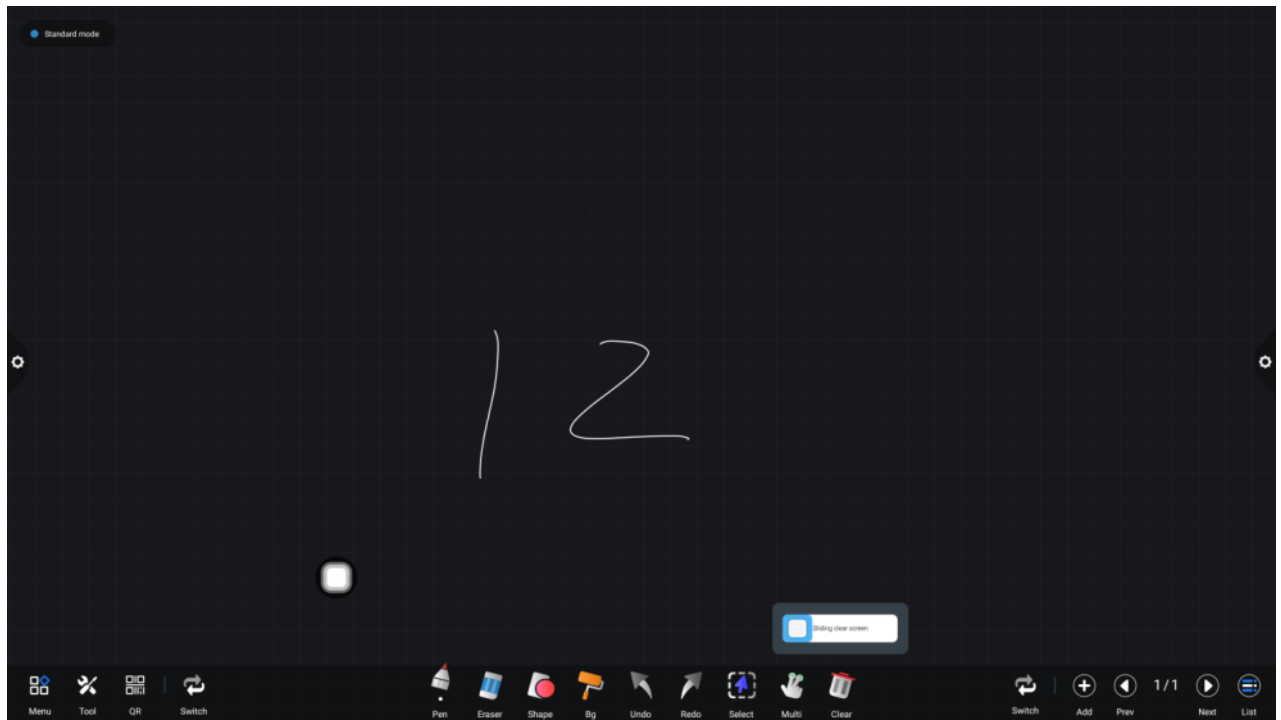 Standard mode
12
Sliding clear screen
Menu Tool QR Switch Pen Eraser Shape Bg Undo Redo Select Multi Clear Switch Add Prev 1/1 Next List